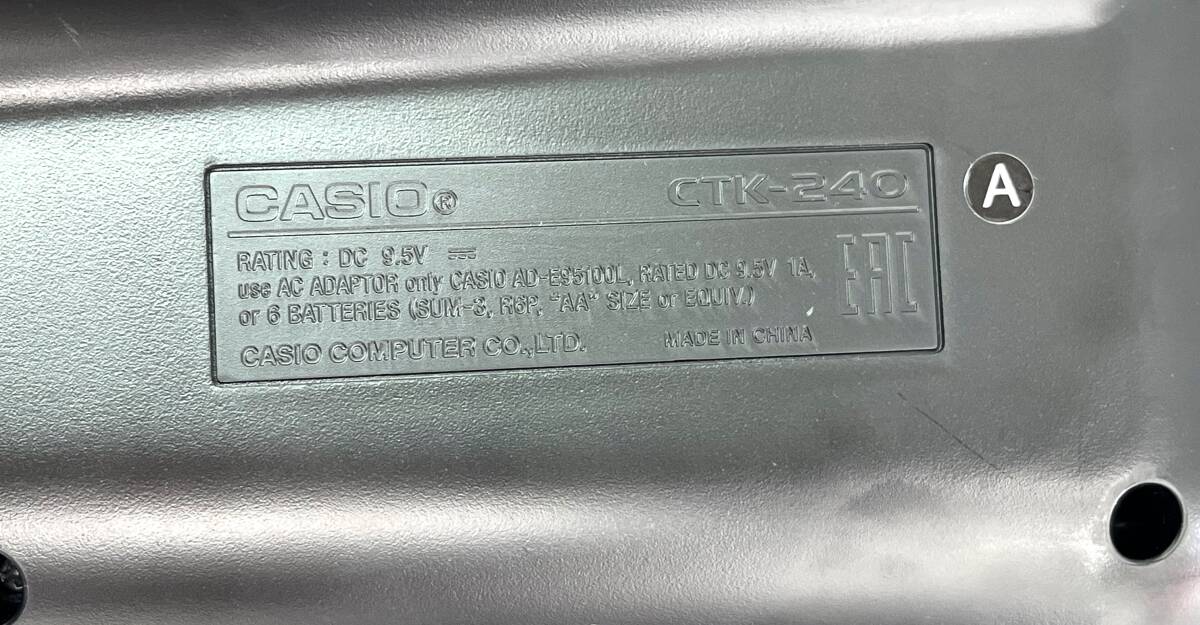 CASIO® CTK-240
A
RATING : DC 9.5V ⎓
use AC ADAPTOR only CASIO AD-E95100L, RATED DC 9.5V 1A,
or 6 BATTERIES (SUM-3, R6P, "AA" SIZE or EQUIV.)
EAC
CASIO COMPUTER CO.,LTD. MADE IN CHINA